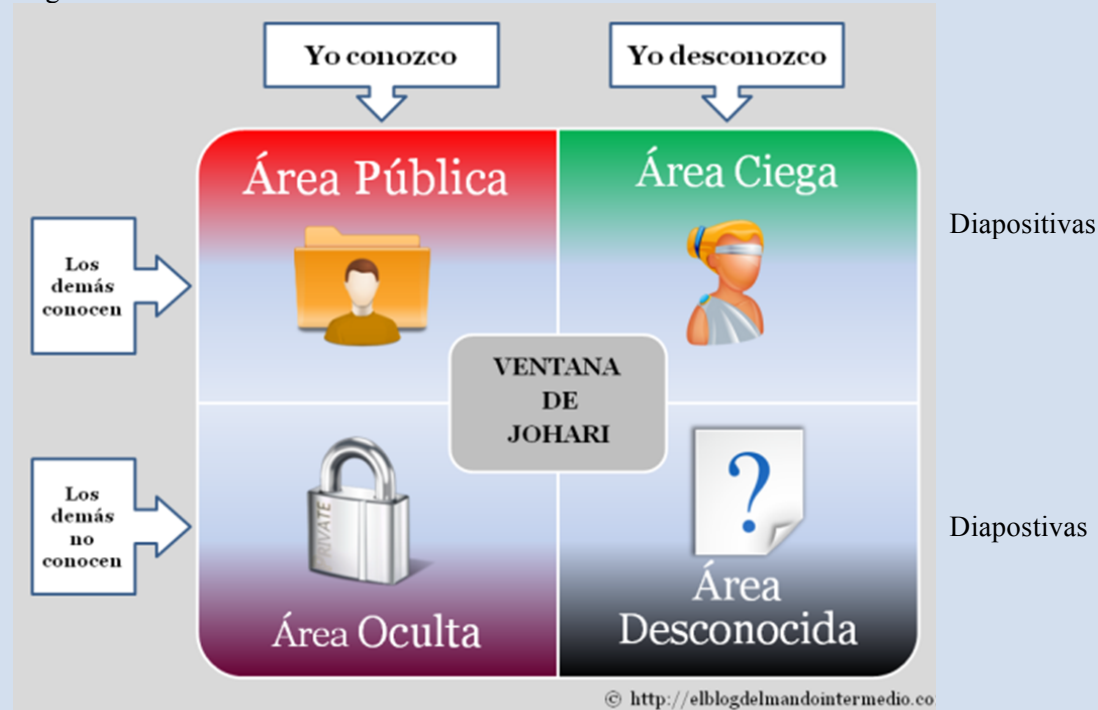 Yo conozco
Yo desconozco
Área Pública
Área Ciega
Diapositivas
Los
demás
conocen
VENTANA
DE
JOHARI
Los
demás
no
conocen
PRIVATE
Diapostivas
Área Oculta
Área
Desconocida
© http://elblogdelmandointermedio.co